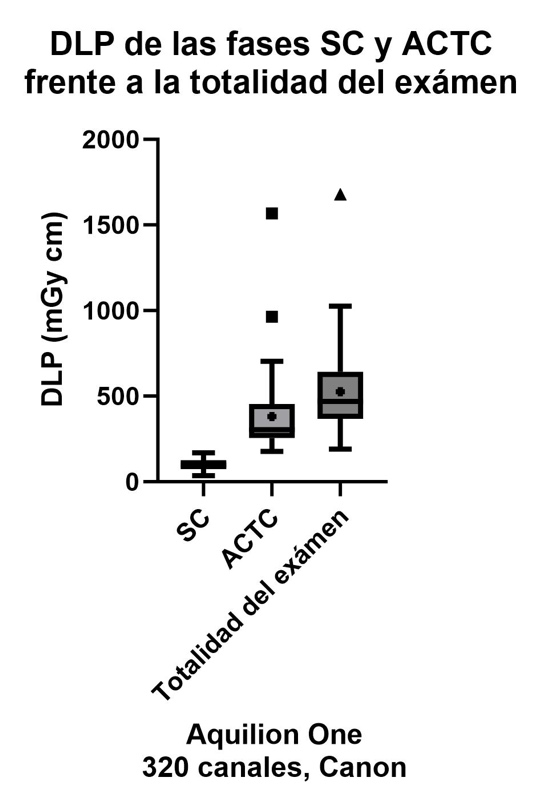 DLP de las fases SC y ACTC
frente a la totalidad del exámen
2000
1500
1000
500
0
DLP (mGy cm)
SC
ACTC
Totalidad del exámen
Aquilion One
320 canales, Canon